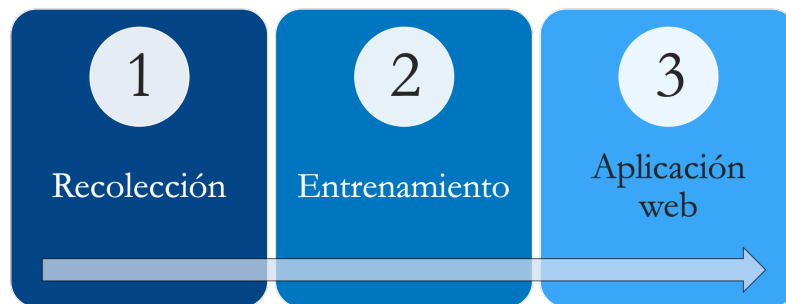 1
Recolección
2
Entrenamiento
3
Aplicación
web